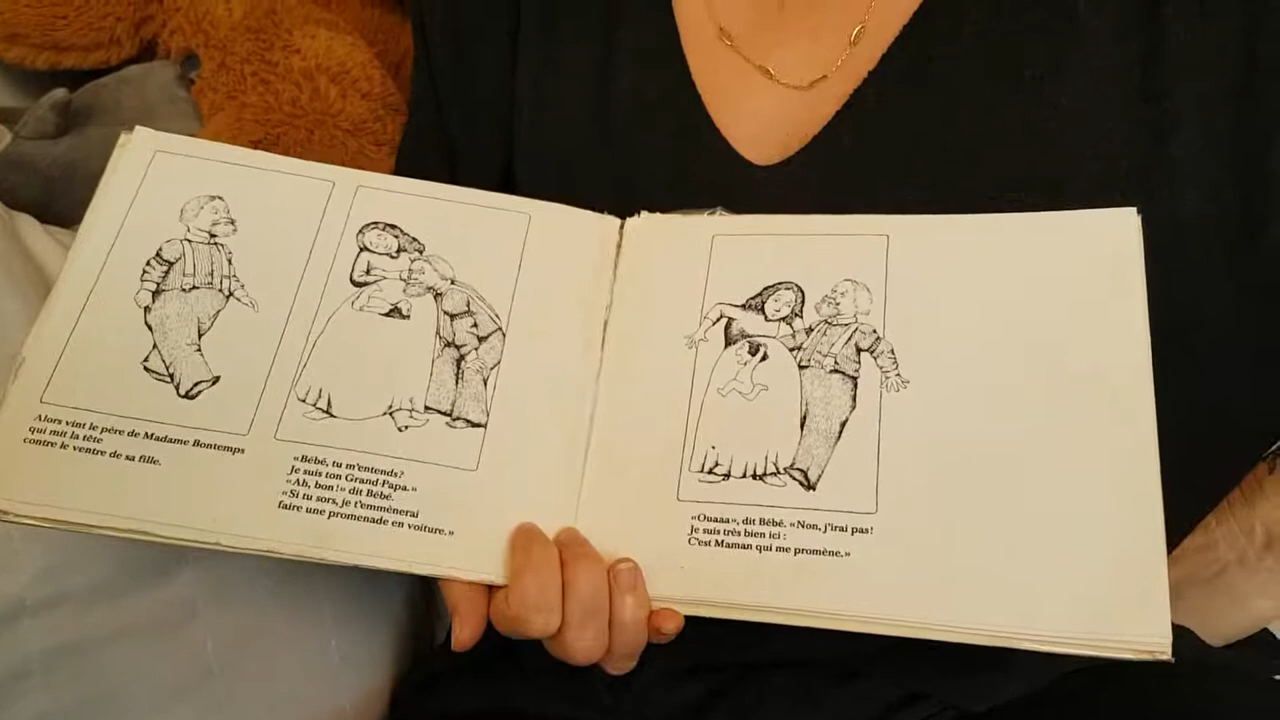 Alors vint le père de Madame Bontemps
qui mit la tête
contre le ventre de sa fille.
«Bébé, tu m'entends?
Je suis ton Grand-Papa.»
«Ah, bon!» dit Bébé.
«Si tu sors, je t'emmènerai
faire une promenade en voiture.»
«Ouaaa», dit Bébé. «Non, j'irai pas!
Je suis très bien ici :
C'est Maman qui me promène.»